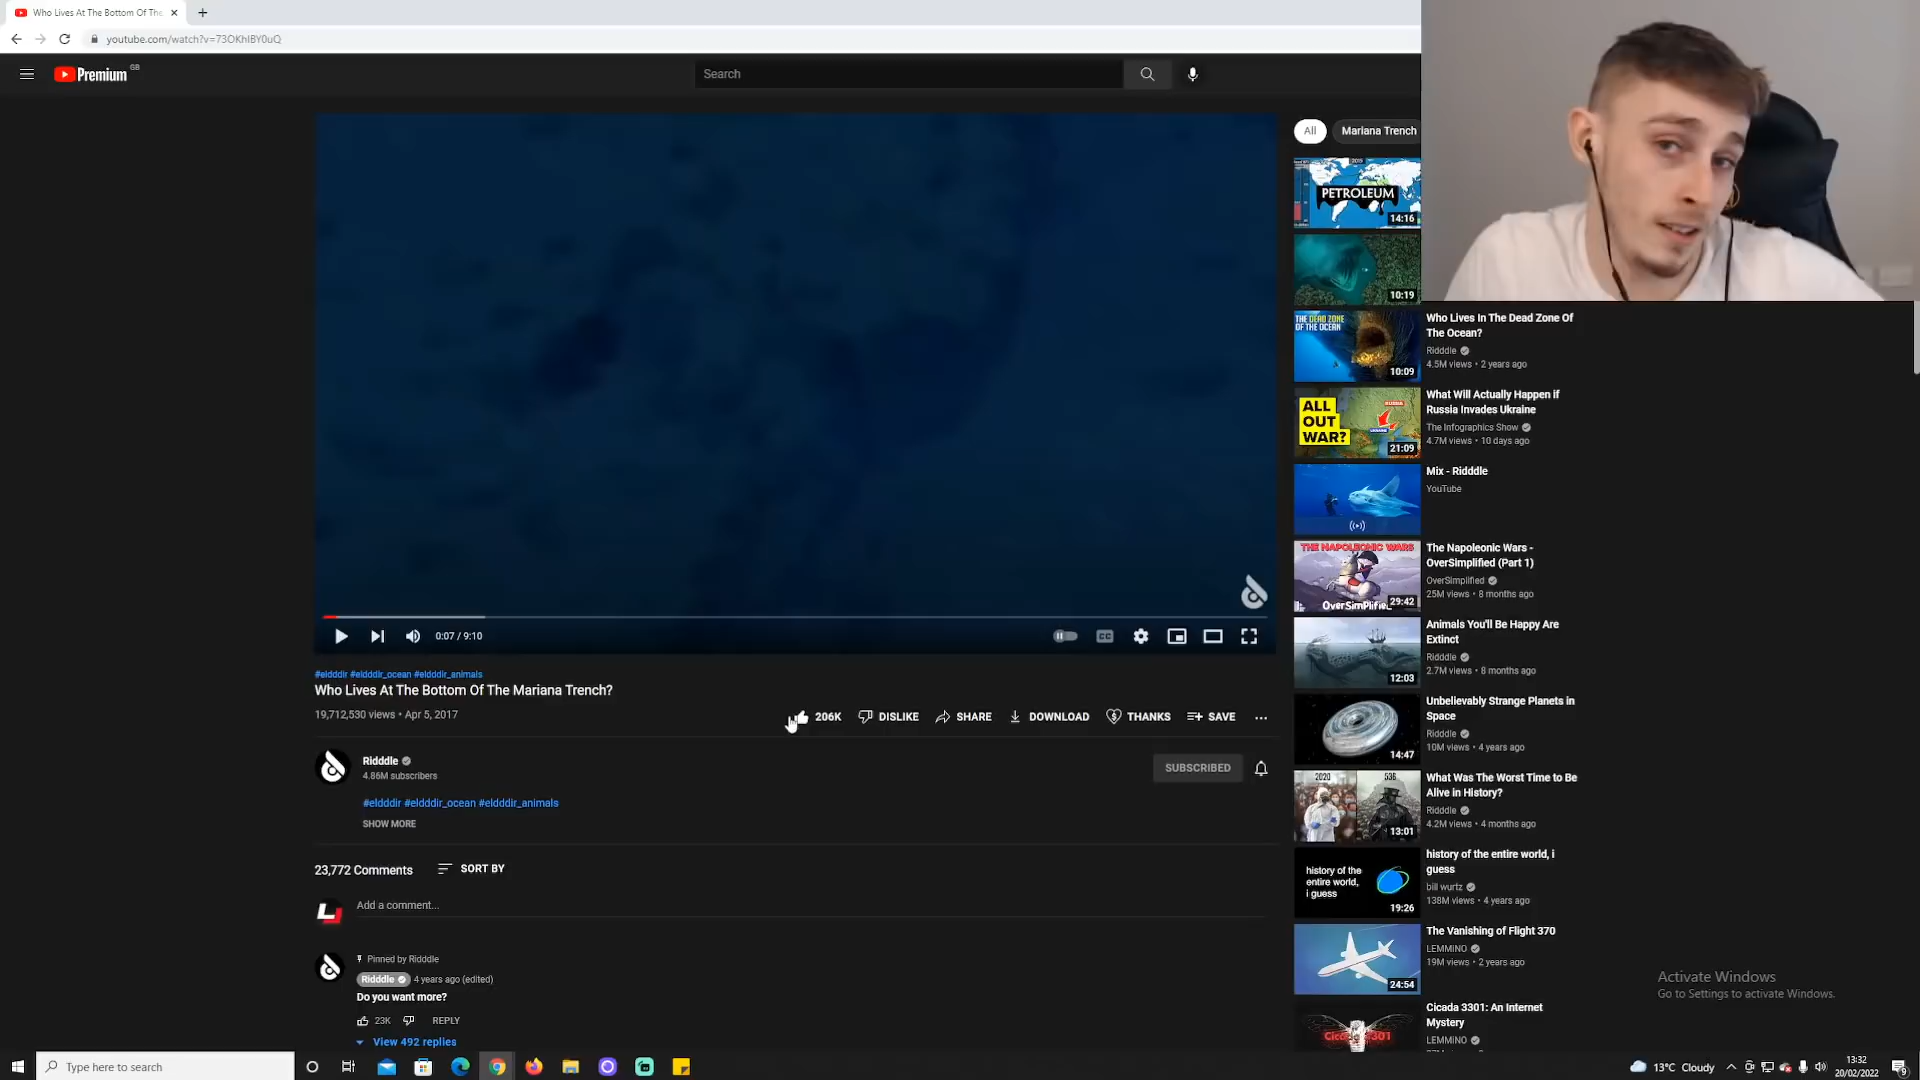 Who Lives At The Bottom Of The
youtube.com/watch?v=73OKhIBY0uQ
Premium GB
Search
All
Mariana Trench
PETROLEUM
14:16
10:19
THE DEAD ZONE
OF THE OCEAN
10:09
Who Lives In The Dead Zone Of
The Ocean?
Ridddle
4.5M views • 2 years ago
ALL
OUT
WAR?
21:09
What Will Actually Happen if
Russia Invades Ukraine
The Infographics Show
4.7M views • 10 days ago
Mix - Ridddle
YouTube
THE NAPOLEONIC WARS
OverSimplifie
29:42
The Napoleonic Wars -
OverSimplified (Part 1)
OverSimplified
25M views • 8 months ago
12:03
Animals You'll Be Happy Are
Extinct
Ridddle
2.7M views • 8 months ago
14:47
Unbelievably Strange Planets in
Space
Ridddle
10M views • 4 years ago
2020
536
13:01
What Was The Worst Time to Be
Alive in History?
Ridddle
4.2M views • 4 months ago
history of the
entire world,
i guess
19:26
history of the entire world, i
guess
bill wurtz
138M views • 4 years ago
24:54
The Vanishing of Flight 370
LEMMiNO
19M views • 2 years ago
Cicada 3301
Cicada 3301: An Internet
Mystery
LEMMiNO
0:07 / 9:10
CC
#eldddir #eldddir_ocean #eldddir_animals
Who Lives At The Bottom Of The Mariana Trench?
19,712,530 views • Apr 5, 2017
206K
DISLIKE
SHARE
DOWNLOAD
THANKS
SAVE
Ridddle
4.86M subscribers
SUBSCRIBED
#eldddir #eldddir_ocean #eldddir_animals
SHOW MORE
23,772 Comments
SORT BY
Add a comment...
Pinned by Ridddle
Ridddle 4 years ago (edited)
Do you want more?
23K
REPLY
View 492 replies
Activate Windows
Go to Settings to activate Windows.
Type here to search
13°C Cloudy
13:32
20/02/2022